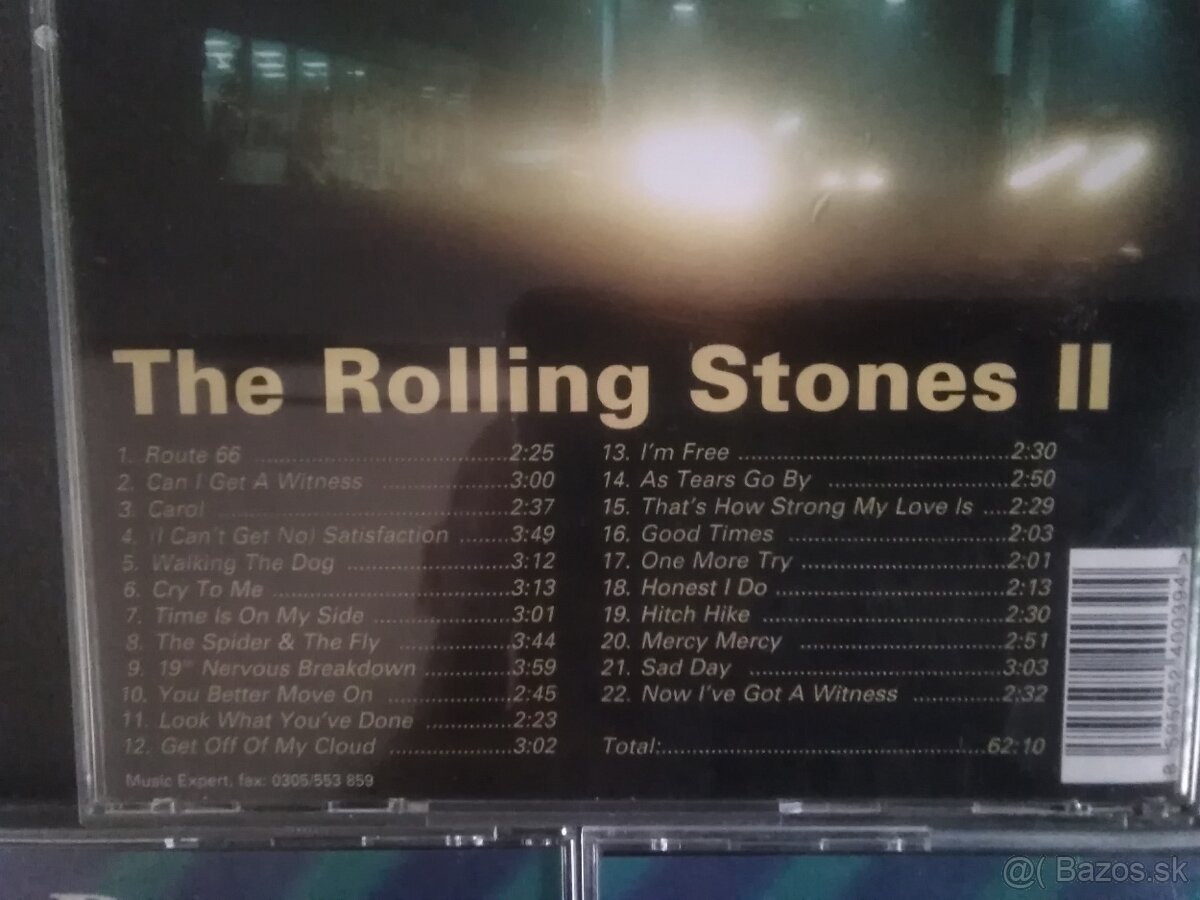 The Rolling Stones II
1. Route 66 ........................ 2:25
2. Can I Get A Witness ............ 3:00
3. Carol ........................ 2:37
4. (I Can't Get No) Satisfaction ....... 3:49
5. Walking The Dog .................. 3:12
6. Cry To Me ........................ 3:13
7. Time Is On My Side ............... 3:01
8. The Spider & The Fly ............. 3:44
9. 19th Nervous Breakdown ........... 3:59
10. You Better Move On .............. 2:45
11. Look What You've Done ........... 2:23
12. Get Off Of My Cloud ............. 3:02
Music Expert, fax: 0305/553 859
13. I'm Free ........................ 2:30
14. As Tears Go By .................. 2:50
15. That's How Strong My Love Is .... 2:29
16. Good Times ...................... 2:03
17. One More Try .................... 2:01
18. Honest I Do ..................... 2:13
19. Hitch Hike ...................... 2:30
20. Mercy Mercy ..................... 2:51
21. Sad Day ......................... 3:03
22. Now I've Got A Witness .......... 2:32
Total:.............................. 62:10
@( Bazos.sk